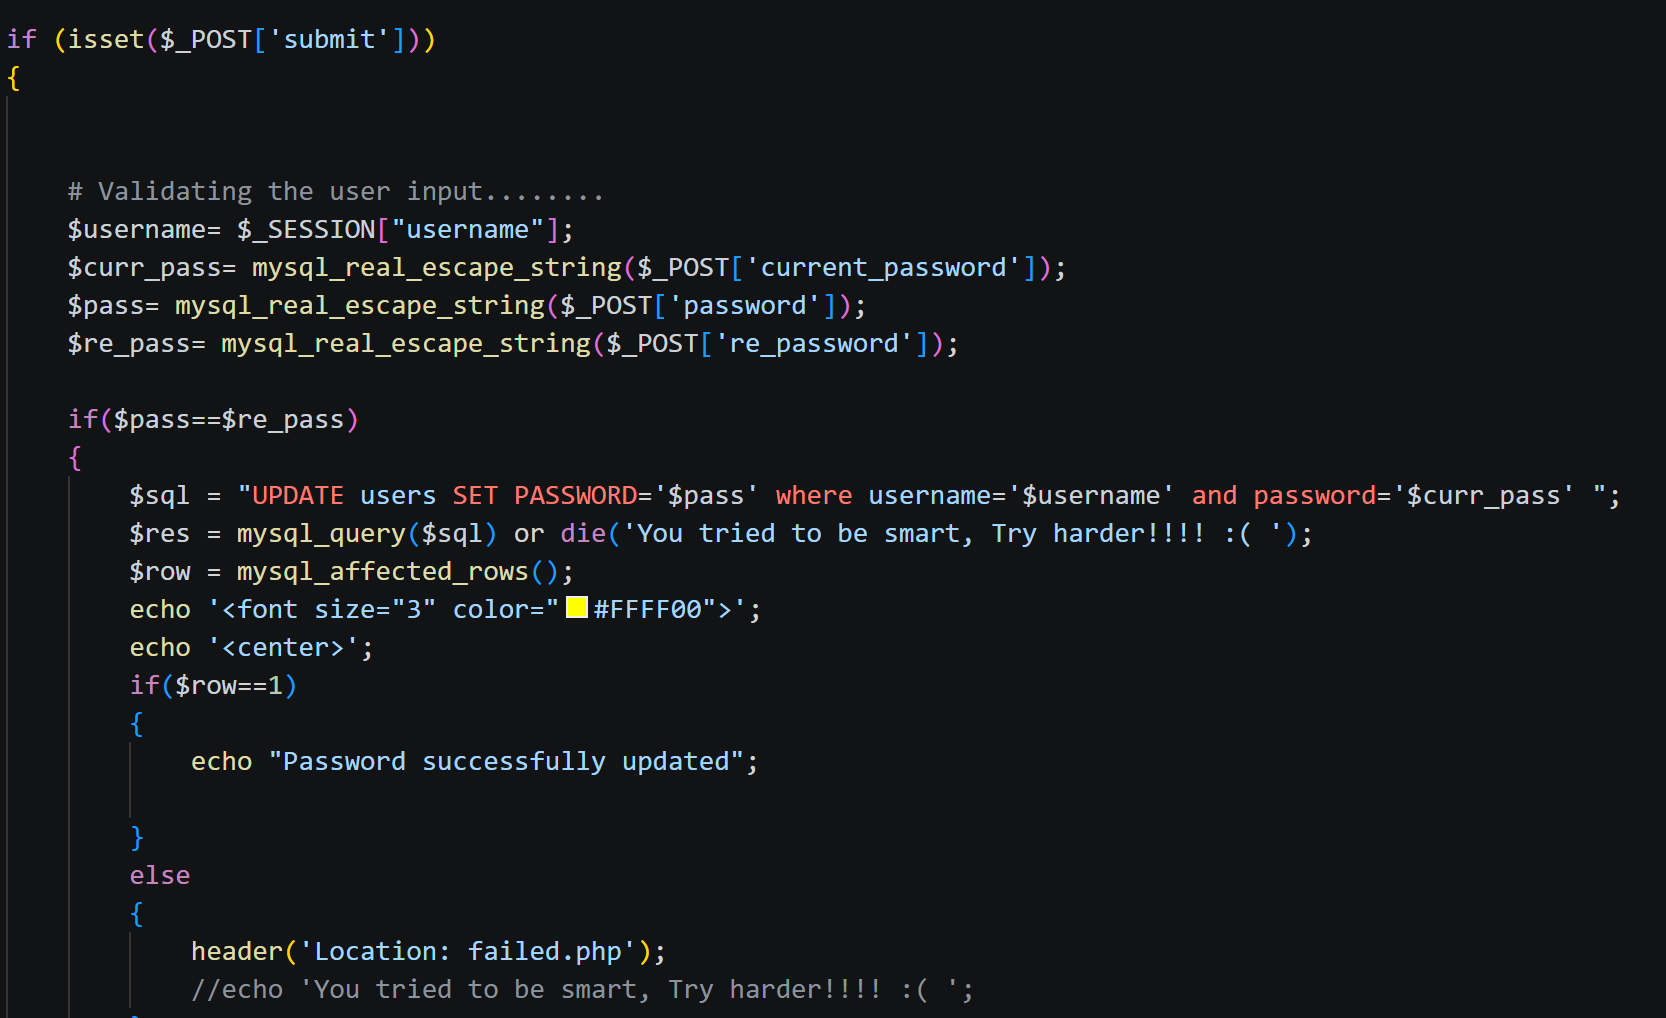 if (isset($_POST['submit']))
{
# Validating the user input........
$username= $_SESSION["username"];
$curr_pass= mysql_real_escape_string($_POST['current_password']);
$pass= mysql_real_escape_string($_POST['password']);
$re_pass= mysql_real_escape_string($_POST['re_password']);
if($pass==$re_pass)
{
$sql = "UPDATE users SET PASSWORD='$pass' where username='$username' and password='$curr_pass' ";
$res = mysql_query($sql) or die('You tried to be smart, Try harder!!!! :( ');
$row = mysql_affected_rows();
echo '<font size="3" color="#FFFF00">';
echo '<center>';
if($row==1)
{
echo "Password successfully updated";
}
else
{
header('Location: failed.php');
//echo 'You tried to be smart, Try harder!!!! :( ';